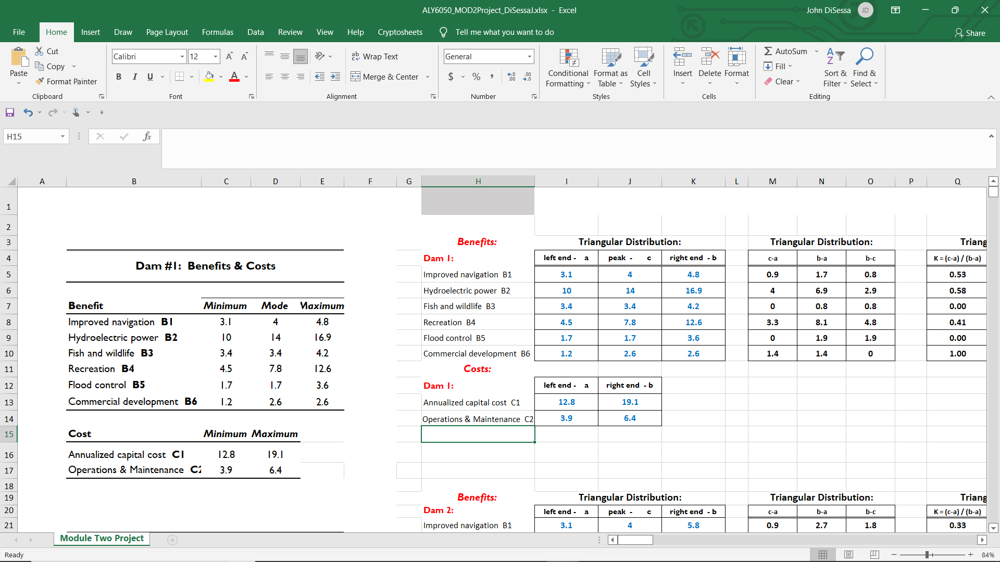 ALY6050_MOD2Project_DiSessaJ.xlsx - Excel
John DiSessa JD
File Home Insert Draw Page Layout Formulas Data Review View Help Cryptosheets Tell me what you want to do
Share
Paste
Cut
Copy
Format Painter
Clipboard
Calibri 12
B I U
Font
ab Wrap Text
Merge & Center
Alignment
General
$ % ,
Number
Conditional Formatting
Format as Table
Cell Styles
Styles
Insert Delete Format
Cells
AutoSum
Fill
Clear
Sort & Filter
Find & Select
Editing
H15 fx
A B C D E F G H I J K L M N O P Q
1
2
3 Benefits: Triangular Distribution: Triangular Distribution: Triang
4 Dam #1: Benefits & Costs Dam 1: left end - a peak - c right end - b c-a b-a b-c K = (c-a) / (b-a)
5 Improved navigation B1 3.1 4 4.8 0.9 1.7 0.8 0.53
6 Hydroelectric power B2 10 14 16.9 4 6.9 2.9 0.58
7 Benefit Minimum Mode Maximum Fish and wildlife B3 3.4 3.4 4.2 0 0.8 0.8 0.00
8 Improved navigation B1 3.1 4 4.8 Recreation B4 4.5 7.8 12.6 3.3 8.1 4.8 0.41
9 Hydroelectric power B2 10 14 16.9 Flood control B5 1.7 1.7 3.6 0 1.9 1.9 0.00
10 Fish and wildlife B3 3.4 3.4 4.2 Commercial development B6 1.2 2.6 2.6 1.4 1.4 0 1.00
11 Recreation B4 4.5 7.8 12.6 Costs:
12 Flood control B5 1.7 1.7 3.6 Dam 1: left end - a right end - b
13 Commercial development B6 1.2 2.6 2.6 Annualized capital cost C1 12.8 19.1
14 Operations & Maintenance C2 3.9 6.4
15 Cost Minimum Maximum
16 Annualized capital cost C1 12.8 19.1
17 Operations & Maintenance C2 3.9 6.4
18
19 Benefits: Triangular Distribution: Triangular Distribution: Triang
20 Dam 2: left end - a peak - c right end - b c-a b-a b-c K = (c-a) / (b-a)
21 Improved navigation B1 3.1 4 5.8 0.9 2.7 1.8 0.33
Module Two Project
Ready 84%